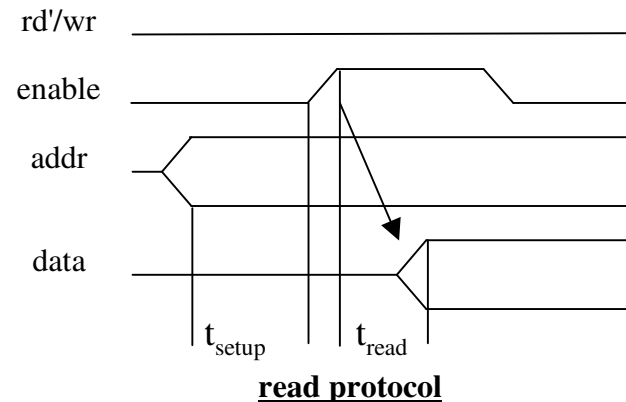 rd'/wr
enable
addr
data
tsetup tread
read protocol